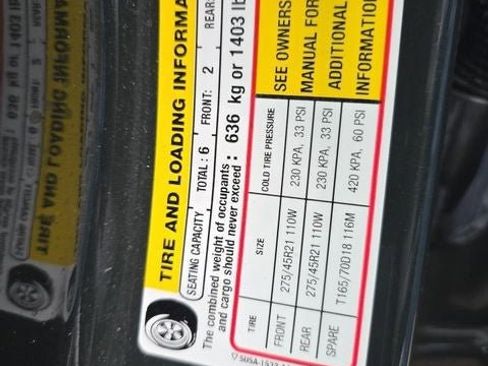 TIRE AND LOADING INFORMA
SEATING CAPACITY TOTAL: 6 FRONT: 2 REAR:
The combined weight of occupants
and cargo should never exceed: 636 kg or 1403 lb
TIRE SIZE COLD TIRE PRESSURE
FRONT 275/45R21 110W 230 KPA, 33 PSI
REAR 275/45R21 110W 230 KPA, 33 PSI
SPARE T165/70D18 116M 420 KPA, 60 PSI
SEE OWNERS
MANUAL FOR
ADDITIONAL
INFORMATION